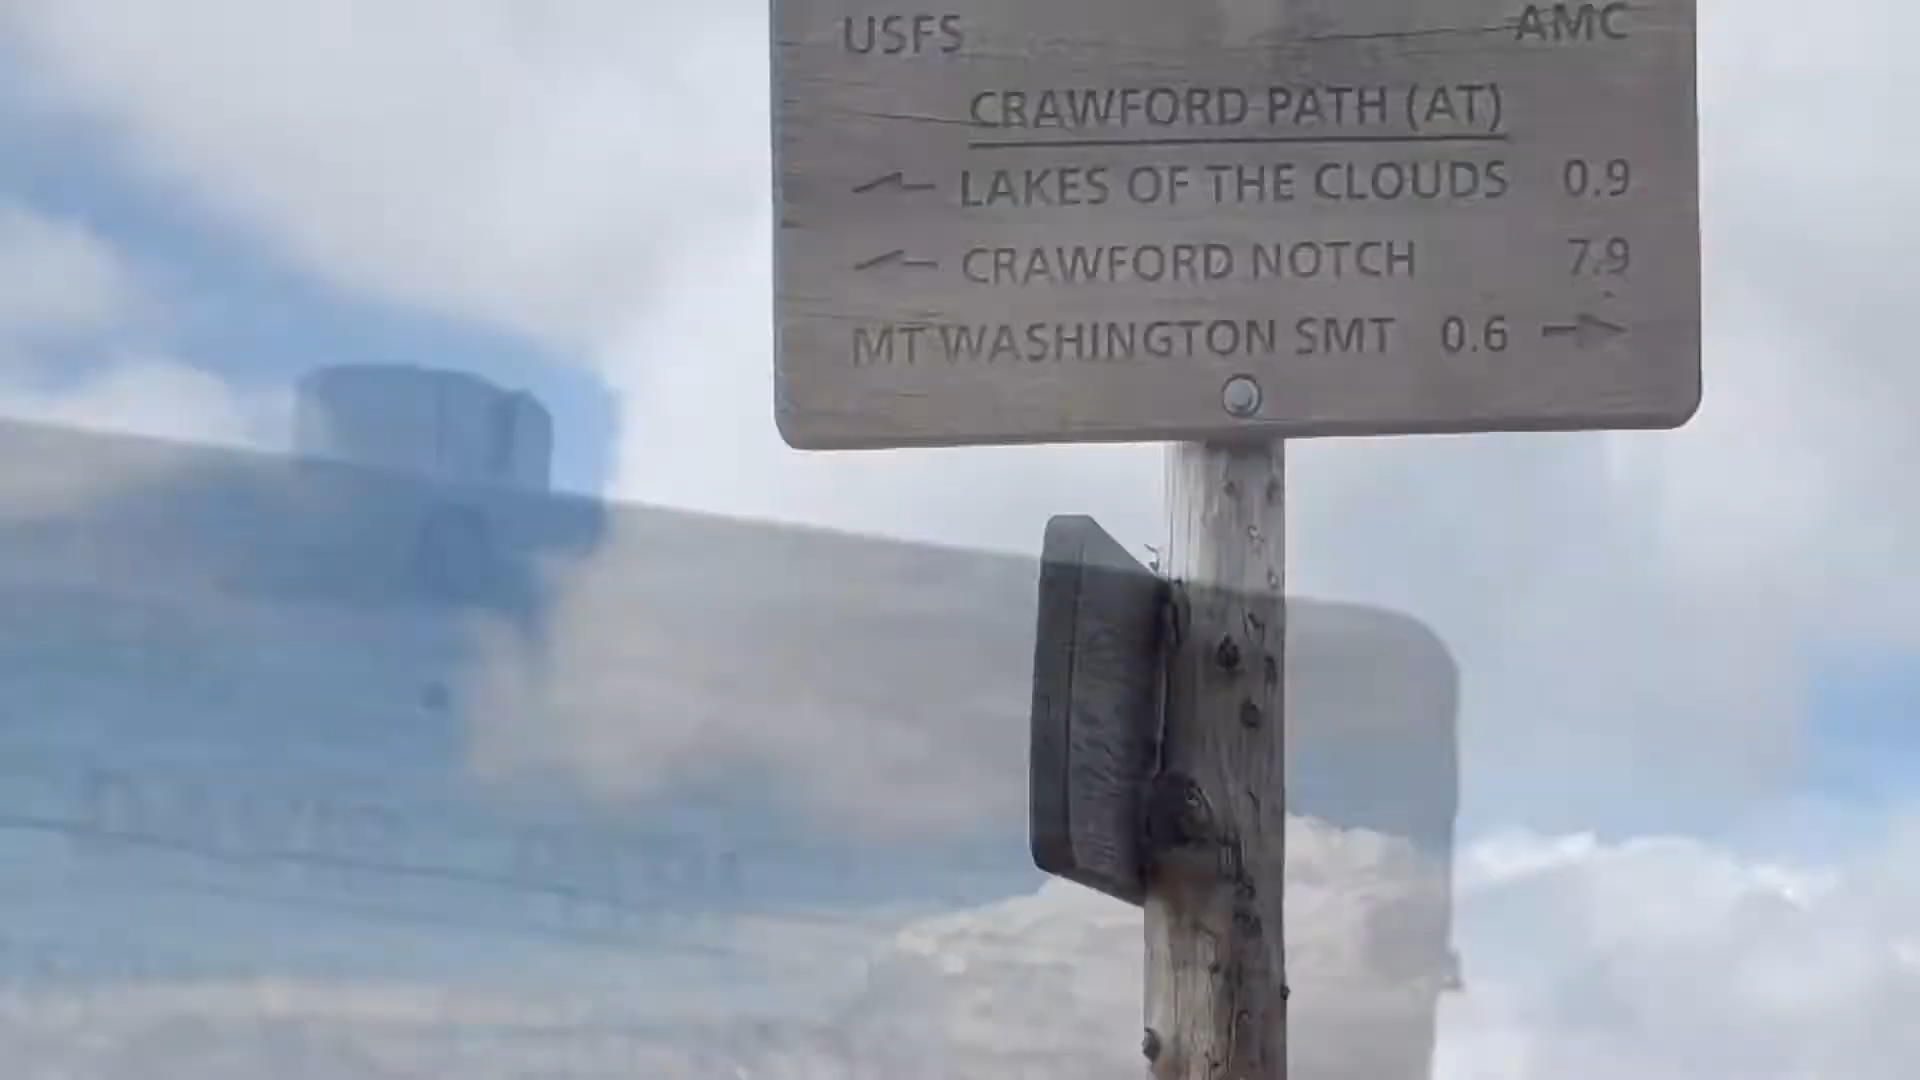 USFS AMC
CRAWFORD PATH (AT)
LAKES OF THE CLOUDS 0.9
CRAWFORD NOTCH 7.9
MT WASHINGTON SMT 0.6